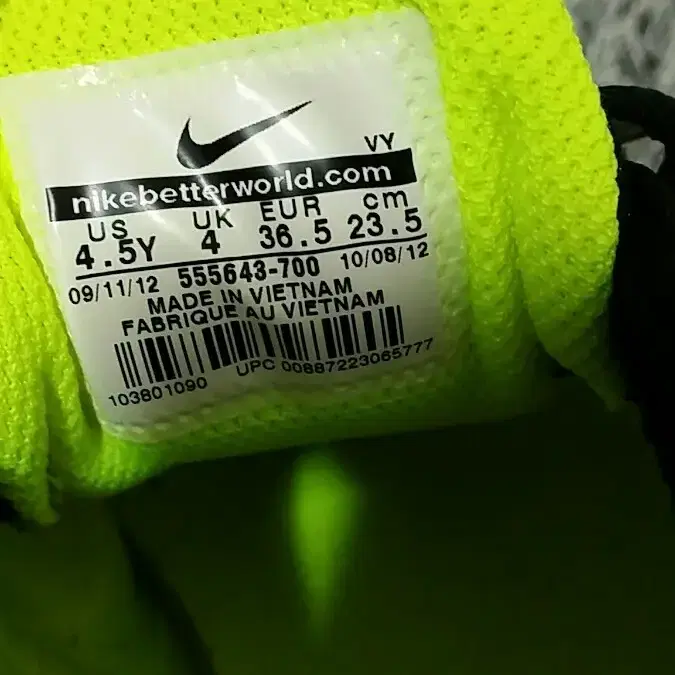 VY
nikebetterworld.com
US UK EUR cm
4.5Y 4 36.5 23.5
09/11/12 555643-700 10/08/12
MADE IN VIETNAM
FABRIQUE AU VIETNAM
103801090 UPC 00887223065777